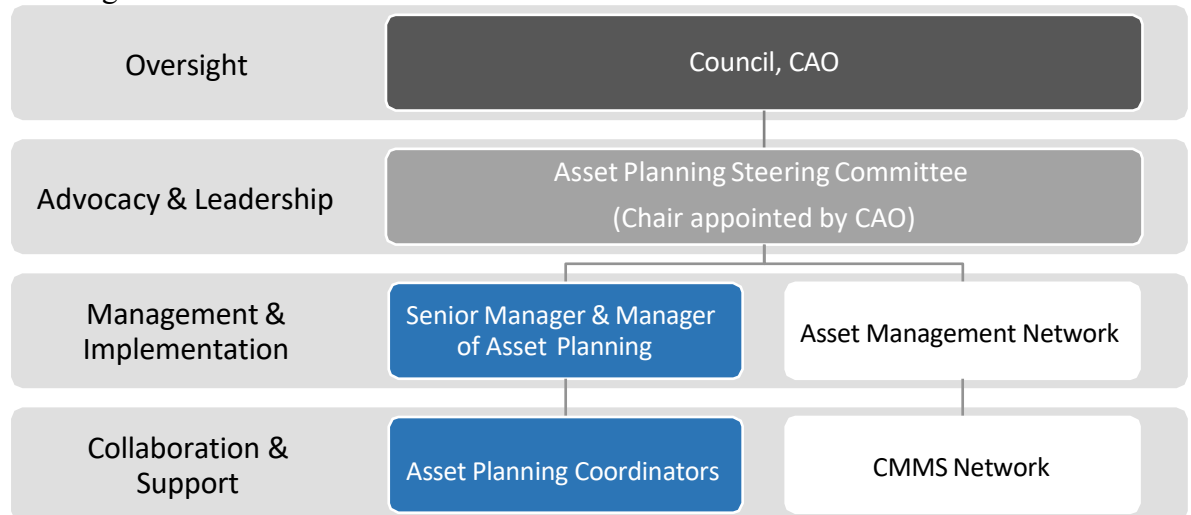 Oversight
Council, CAO
Advocacy & Leadership
Asset Planning Steering Committee
(Chair appointed by CAO)
Management &
Implementation
Senior Manager & Manager
of Asset Planning
Asset Management Network
Collaboration &
Support
Asset Planning Coordinators
CMMS Network